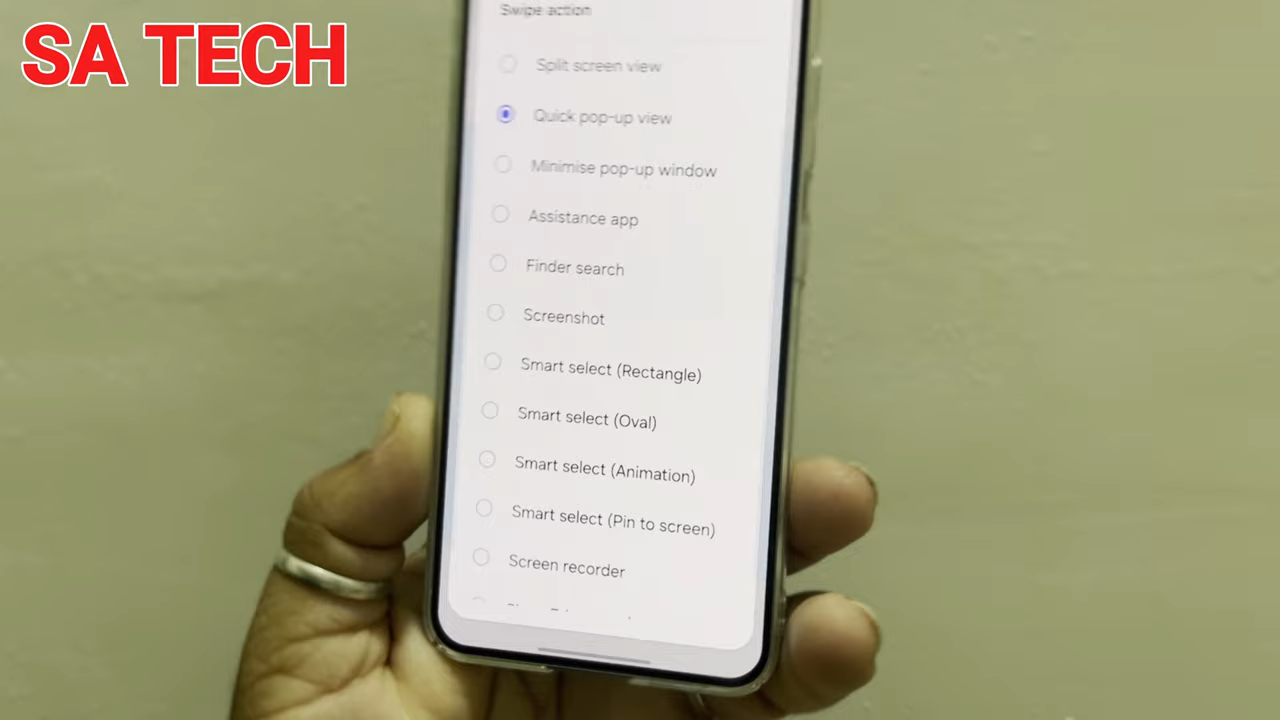 SA TECH
Swipe action
Split screen view
Quick pop-up view
Minimise pop-up window
Assistance app
Finder search
Screenshot
Smart select (Rectangle)
Smart select (Oval)
Smart select (Animation)
Smart select (Pin to screen)
Screen recorder